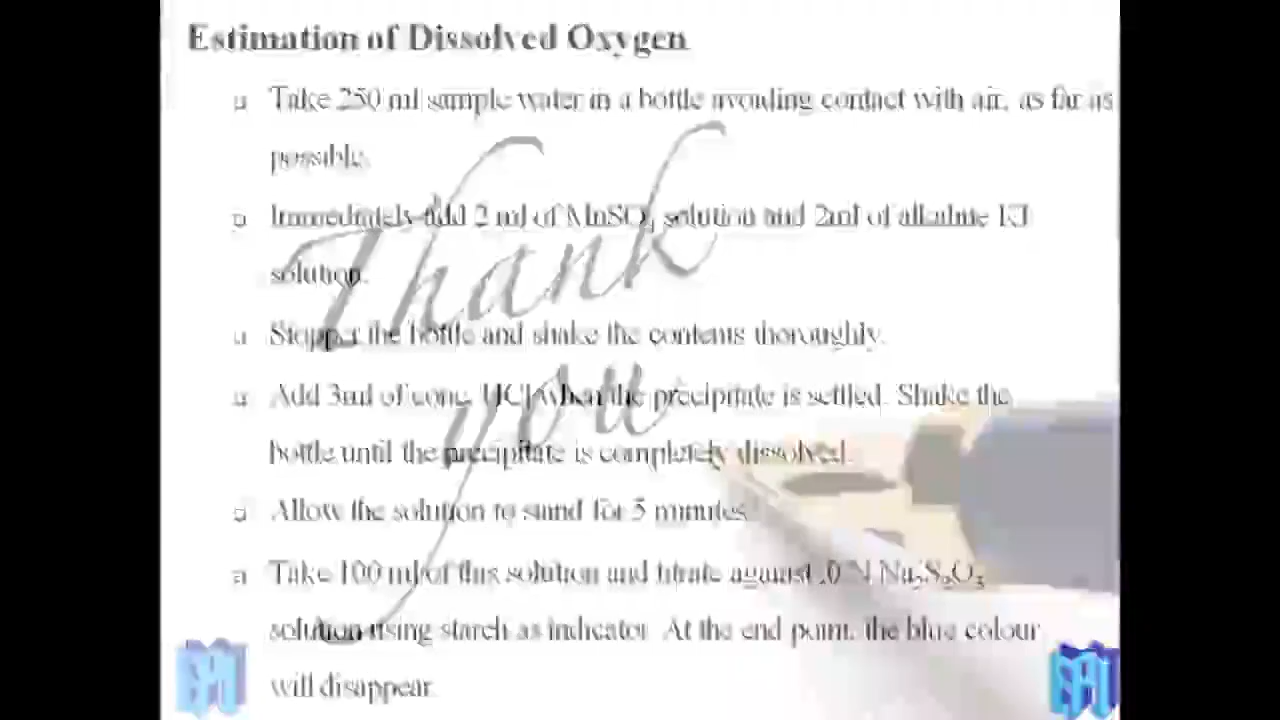 Estimation of Dissolved Oxygen
Take 250 ml sample water in a bottle avoiding contact with air, as far as
possible.
Immediately add 2 ml of MnSO4 solution and 2ml of alkaline KI
solution.
Stopper the bottle and shake the contents thoroughly.
Add 3ml of conc. HCl when the precipitate is settled. Shake the
bottle until the precipitate is completely dissolved.
Allow the solution to stand for 5 minutes.
Take 100 ml of this solution and titrate against Na2S2O3
solution using starch as indicator. At the end point, the blue colour
will disappear.
Thank
you